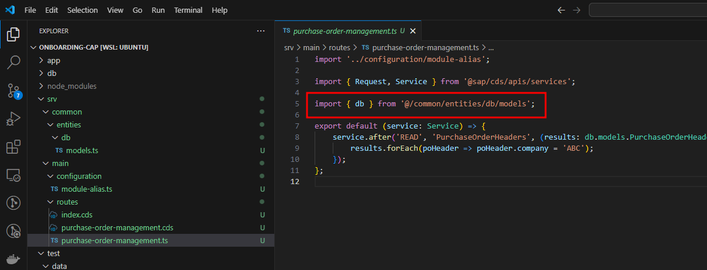 File Edit Selection View Go Run Terminal Help
EXPLORER
ONBOARDING-CAP [WSL: UBUNTU]
app
db
node_modules
srv
common
entities
db
TS models.ts U
main
configuration
TS module-alias.ts U
routes
index.cds U
purchase-order-management.cds U
TS purchase-order-management.ts U
test
data
7
TS purchase-order-management.ts U
srv > main > routes > TS purchase-order-management.ts > ...
1 import '../configuration/module-alias';
2
3 import { Request, Service } from '@sap/cds/apis/services';
4
5 import { db } from '@/common/entities/db/models';
6
7 export default (service: Service) => {
8 service.after('READ', 'PurchaseOrderHeaders', (results: db.models.PurchaseOrderHead
9 results.forEach(poHeader => poHeader.company = 'ABC');
10 });
11 };
12